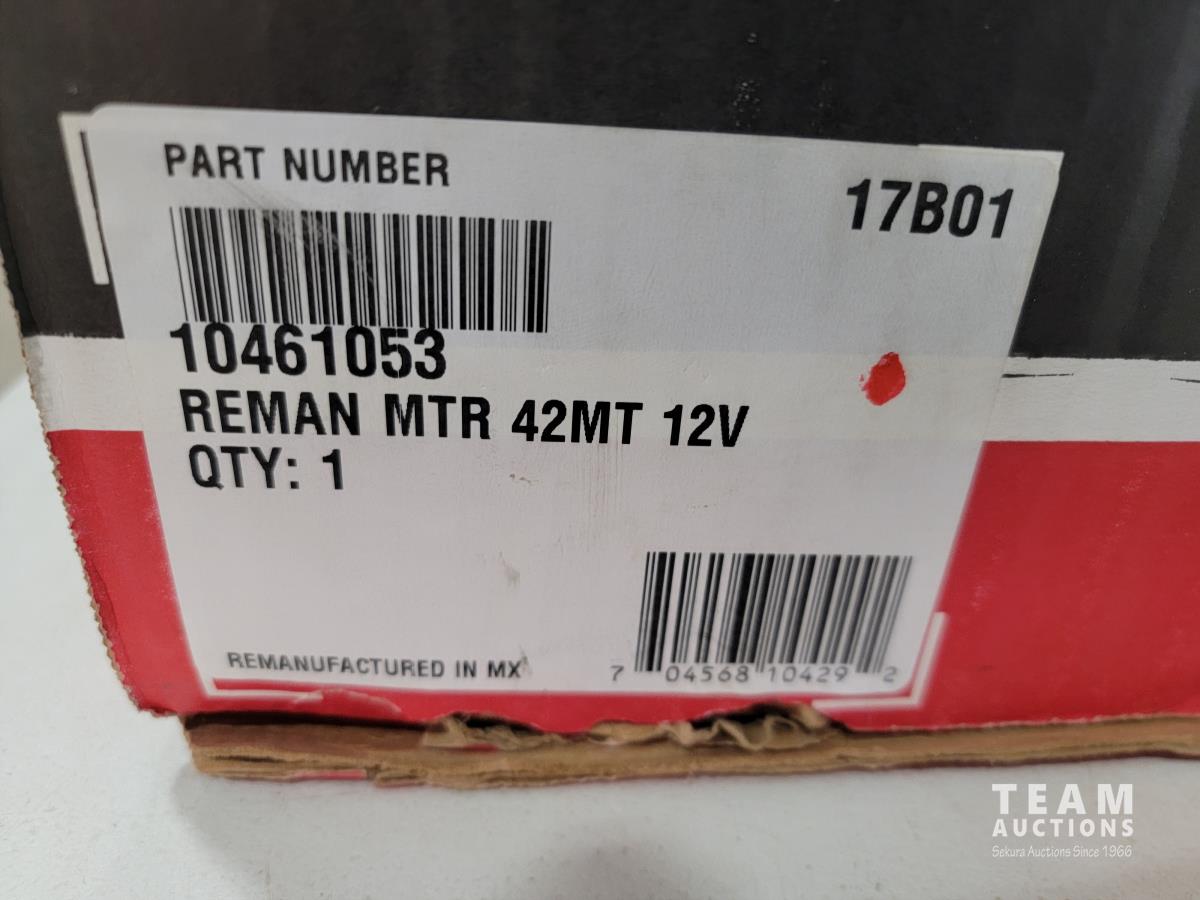 PART NUMBER
17B01
10461053
REMAN MTR 42MT 12V
QTY: 1
REMANUFACTURED IN MX
7 04568 10429 2
TEAM
AUCTIONS
Sekura Auctions Since 1966